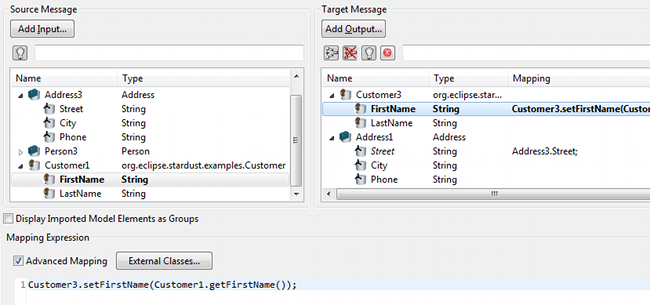 Source Message
Add Input...
Name Type
Address3 Address
Street String
City String
Phone String
Person3 Person
Customer1 org.eclipse.stardust.examples.Customer
FirstName String
LastName String
Target Message
Add Output...
Name Type Mapping
Customer3 org.eclipse.star...
FirstName String Customer3.setFirstName(Custo
LastName String
Address1 Address
Street String Address3.Street;
City String
Phone String
Display Imported Model Elements as Groups
Mapping Expression
Advanced Mapping External Classes...
1 Customer3.setFirstName(Customer1.getFirstName());